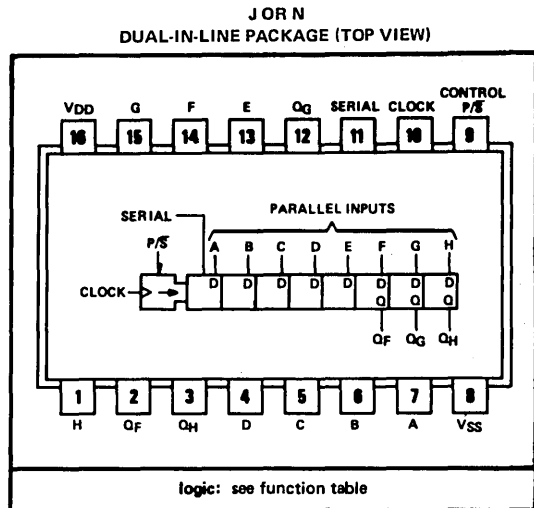 J OR N
DUAL-IN-LINE PACKAGE (TOP VIEW)
VDD G F E QG SERIAL CLOCK CONTROL P/S̅
16 15 14 13 12 11 10 9
SERIAL PARALLEL INPUTS
P/S̅ A B C D E F G H
CLOCK D D D D D D D D
Q Q Q
QF QG QH
1 2 3 4 5 6 7 8
H QF QH D C B A VSS
logic: see function table